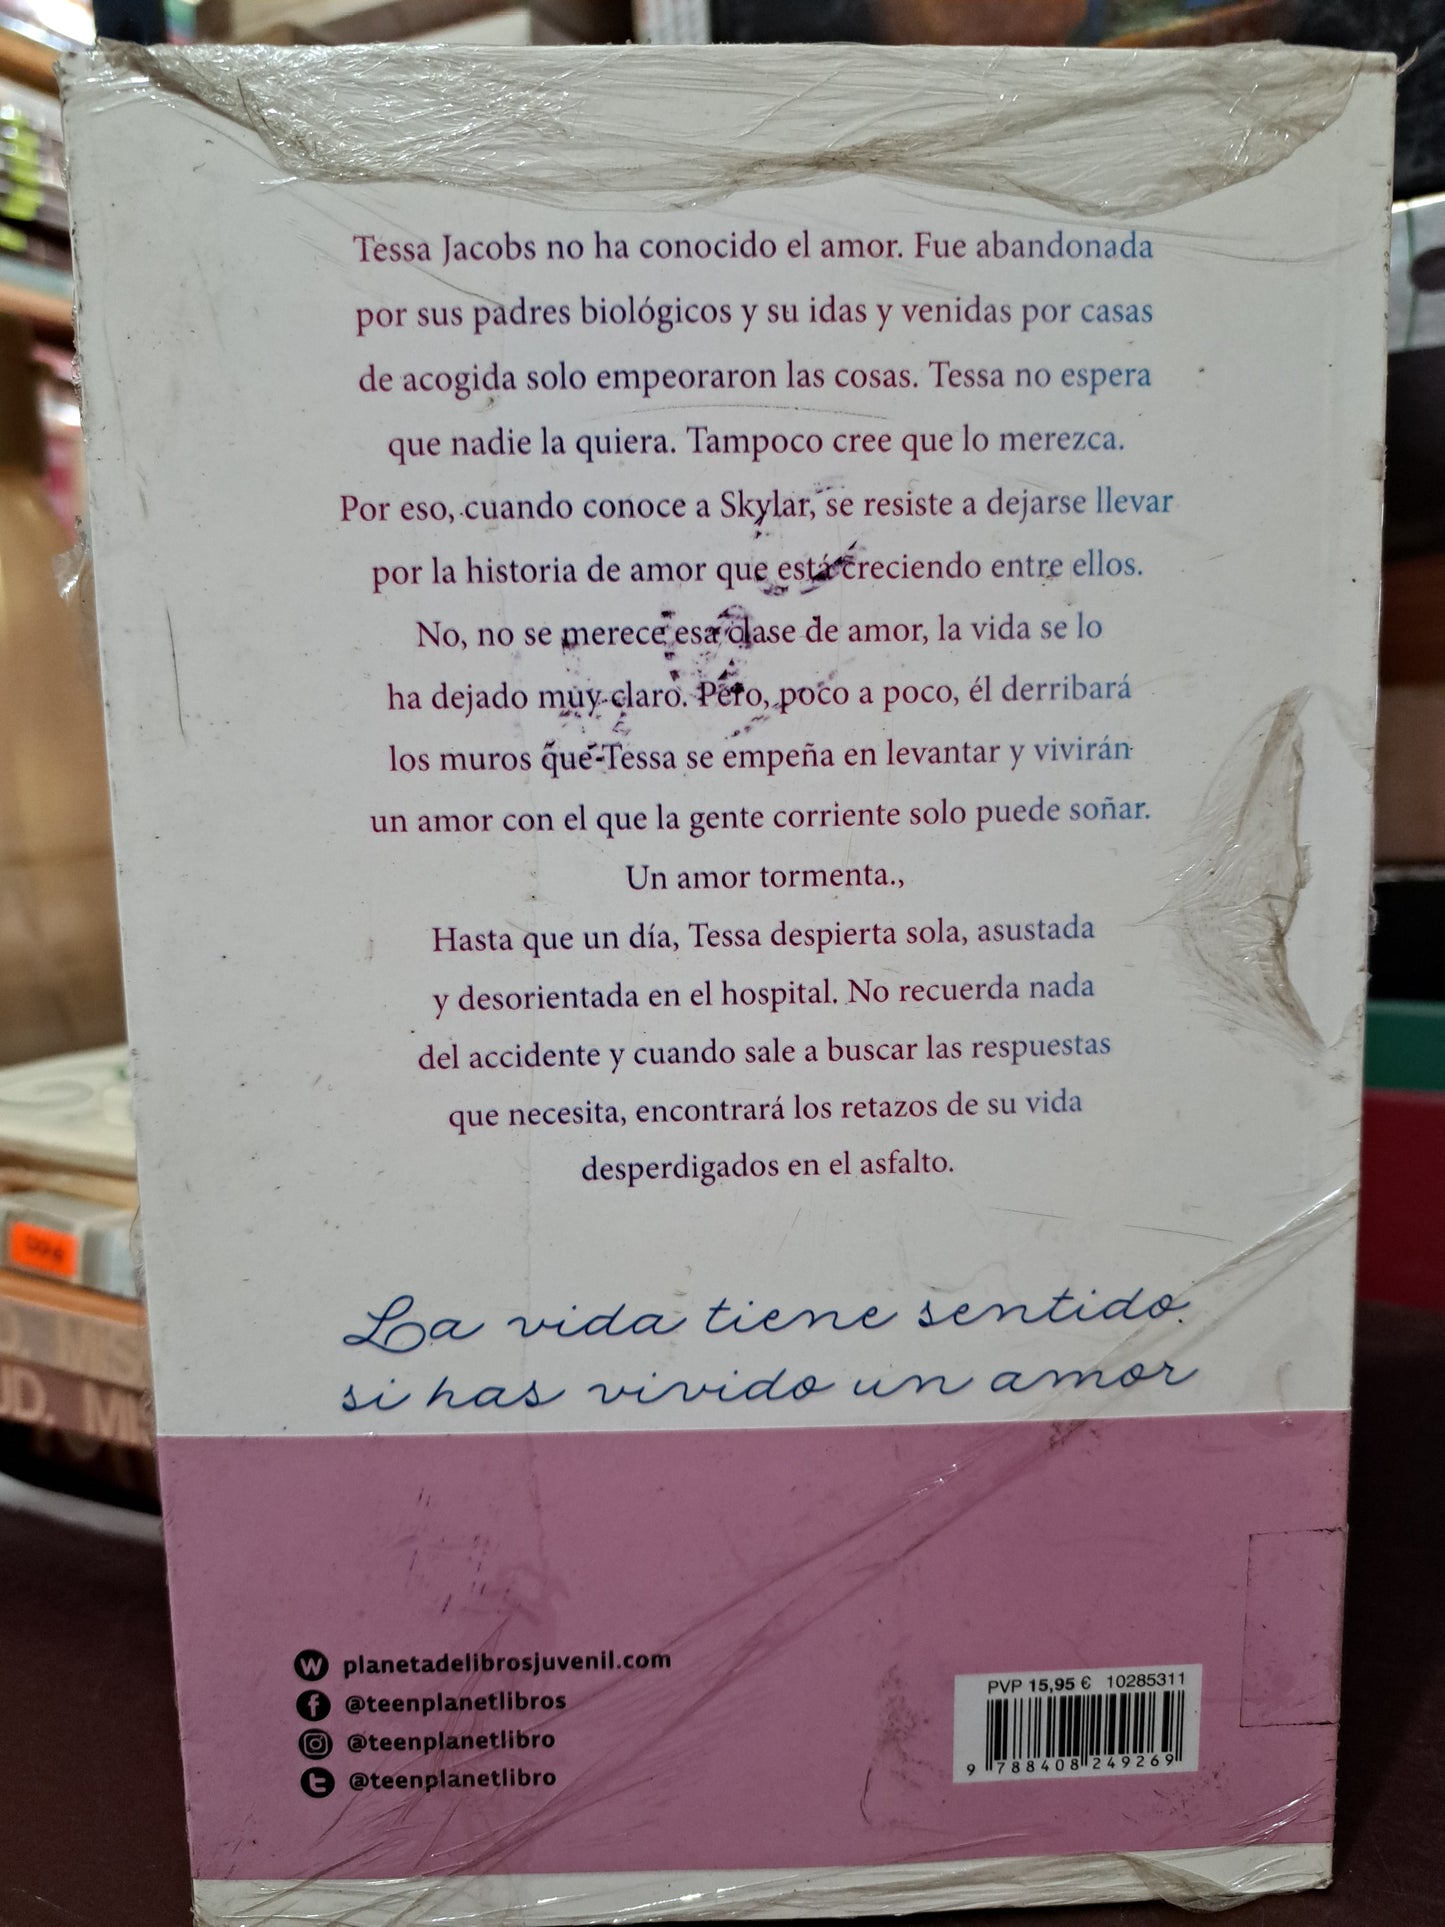 Tessa Jacobs no ha conocido el amor. Fue abandonada
por sus padres biológicos y su idas y venidas por casas
de acogida solo empeoraron las cosas. Tessa no espera
que nadie la quiera. Tampoco cree que lo merezca.
Por eso, cuando conoce a Skylar, se resiste a dejarse llevar
por la historia de amor que está creciendo entre ellos.
No, no se merece esa clase de amor, la vida se lo
ha dejado muy claro. Pero, poco a poco, él derribará
los muros que Tessa se empeña en levantar y vivirán
un amor con el que la gente corriente solo puede soñar.
Un amor tormenta.,
Hasta que un día, Tessa despierta sola, asustada
y desorientada en el hospital. No recuerda nada
del accidente y cuando sale a buscar las respuestas
que necesita, encontrará los retazos de su vida
desperdigados en el asfalto.
La vida tiene sentido
si has vivido un amor
planetadelibrosjuvenil.com
@teenplanetlibros
@teenplanetlibro
@teenplanetlibro
PVP 15,95 € 10285311
9 788408 249269